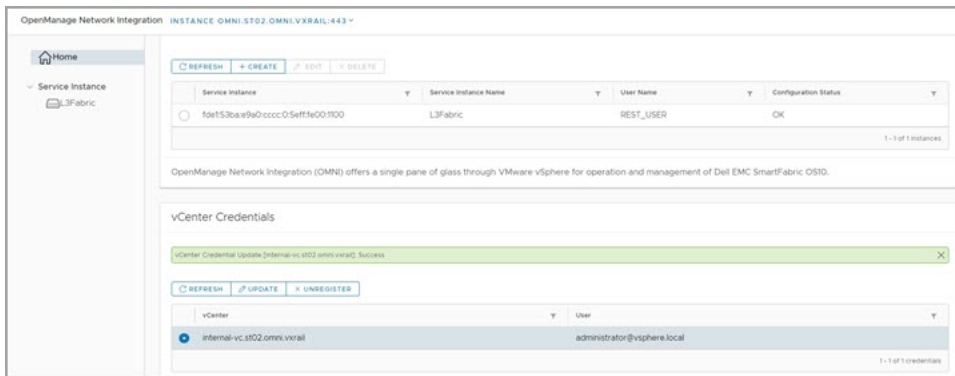 OpenManage Network Integration INSTANCE OMNI.ST02.OMNI.VXRAIL:443
Home
Service Instance
L3Fabric
REFRESH + CREATE EDIT × DELETE
Service Instance Service Instance Name User Name Configuration Status
fde1:53ba:e9a0:cccc:0:5eff:fe00:1100 L3Fabric REST_USER OK
1 - 1 of 1 instances
OpenManage Network Integration (OMNI) offers a single pane of glass through VMware vSphere for operation and management of Dell EMC SmartFabric OS10.
vCenter Credentials
vCenter Credential Update [internal-vc.st02.omni.vxrail]: Success
REFRESH UPDATE × UNREGISTER
vCenter User
internal-vc.st02.omni.vxrail administrator@vsphere.local
1 - 1 of 1 credentials